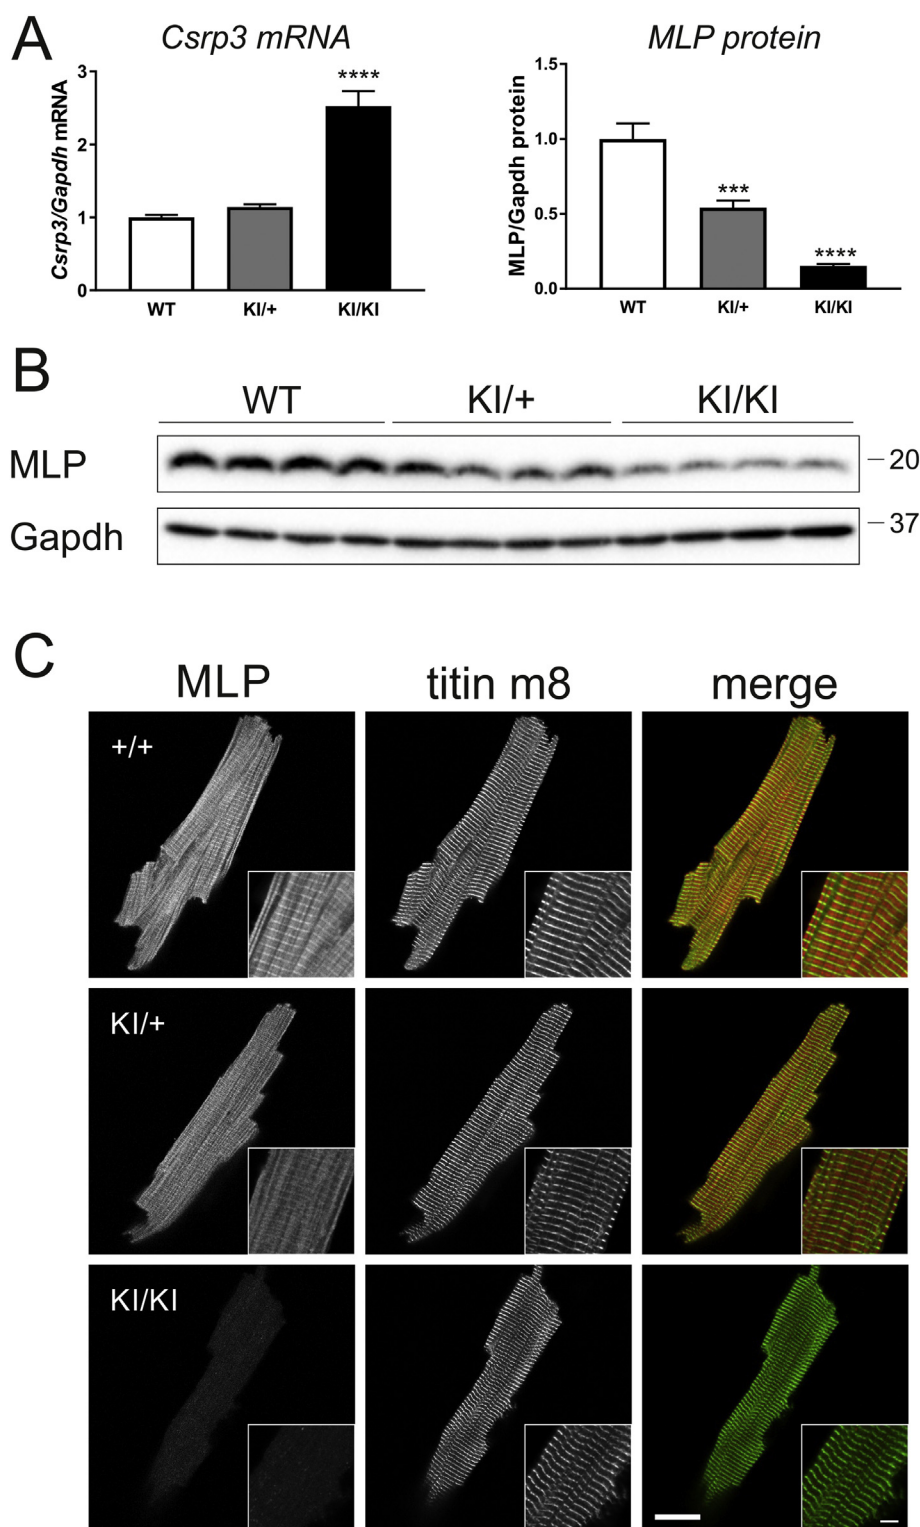 A
Csrp3 mRNA
Csrp3/Gapdh mRNA
3
2
1
0
****
WT
KI/+
KI/KI
MLP protein
MLP/Gapdh protein
1.5
1.0
0.5
0.0
***
****
WT
KI/+
KI/KI
B
WT KI/+ KI/KI
MLP
20
Gapdh
37
C
MLP titin m8 merge
+/+
KI/+
KI/KI